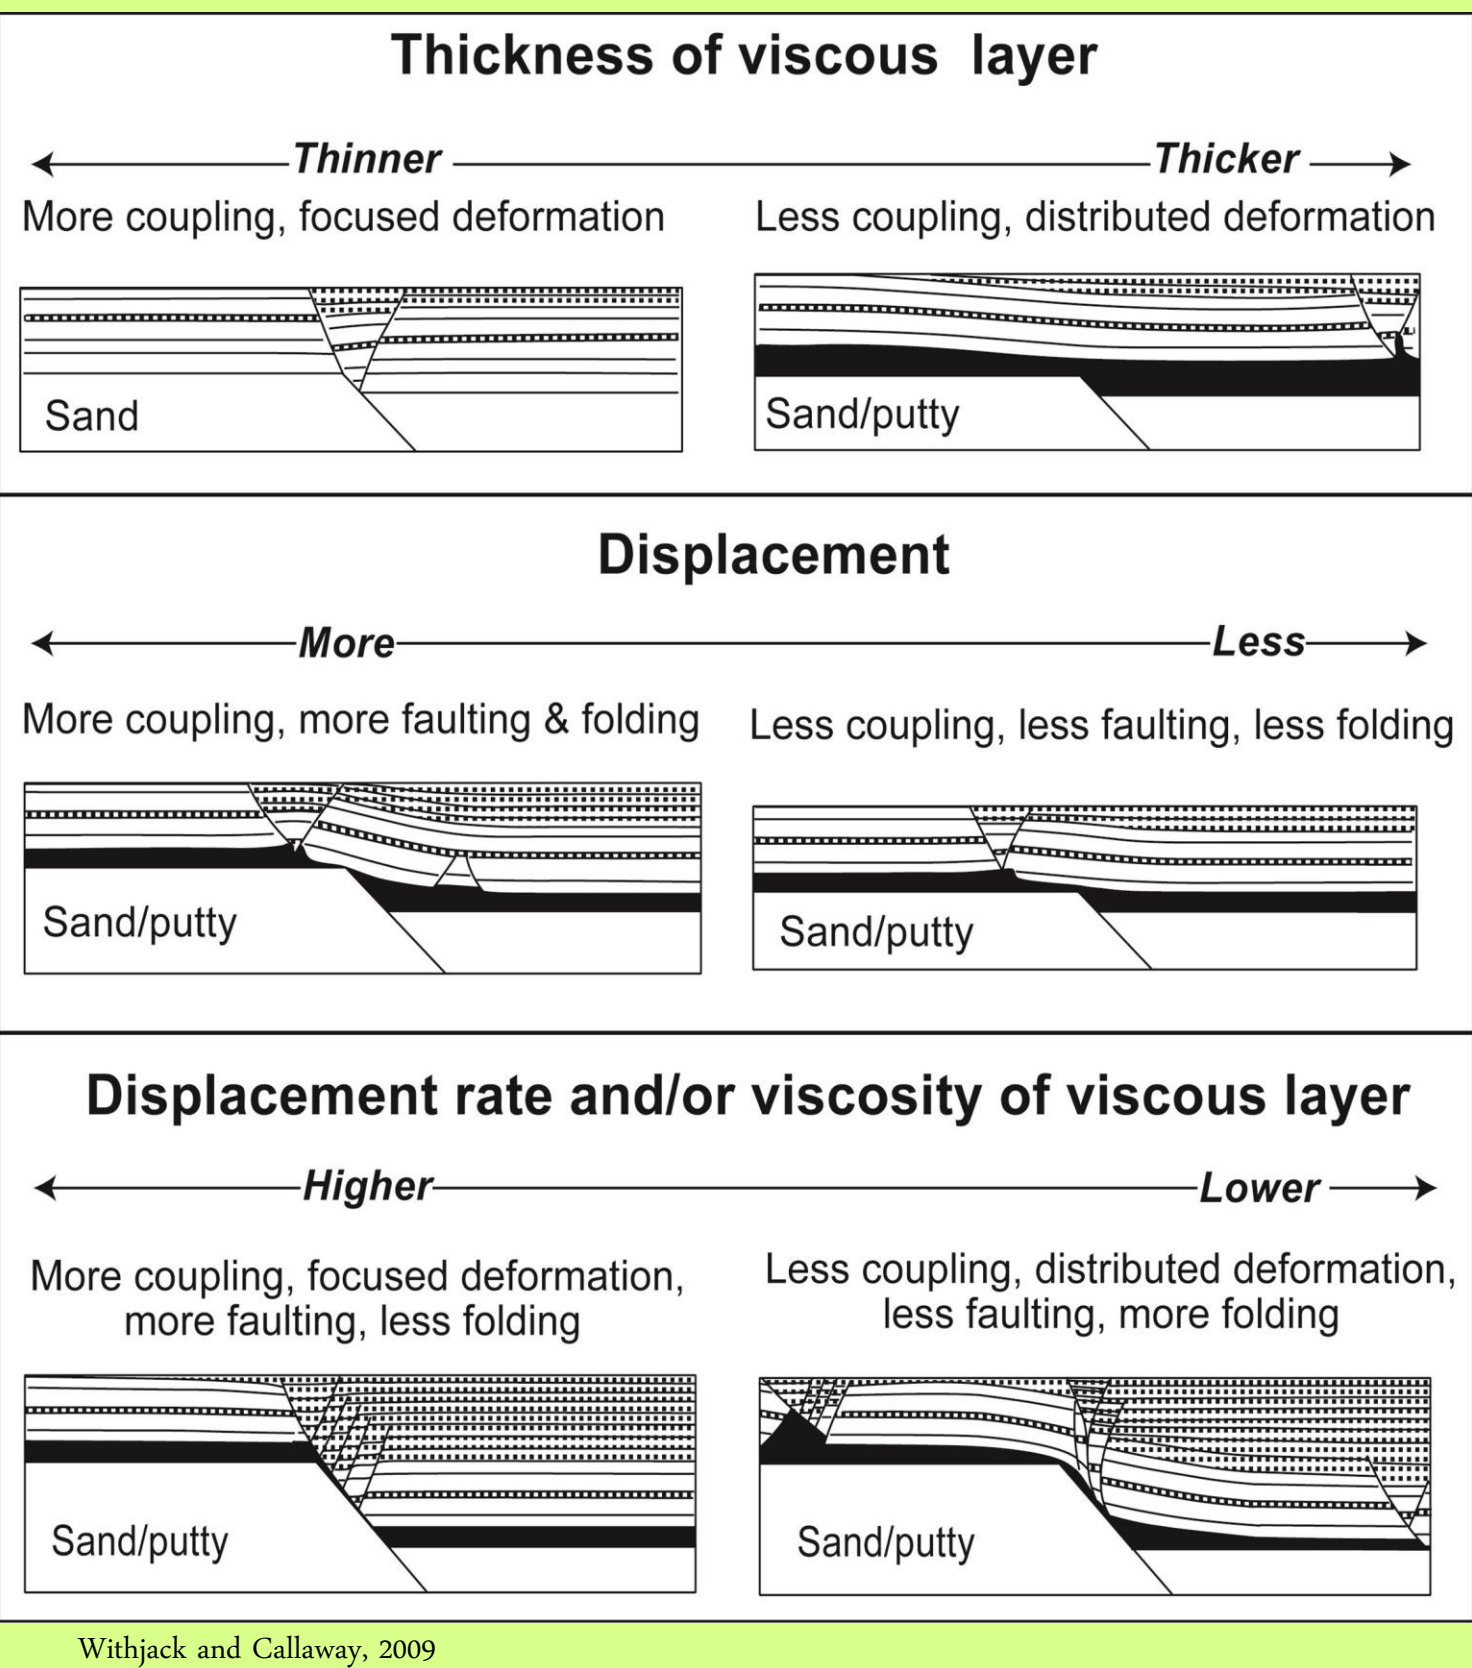 Thickness of viscous layer
Thinner
Thicker
More coupling, focused deformation
Less coupling, distributed deformation
Sand
Sand/putty
Displacement
More
Less
More coupling, more faulting & folding
Less coupling, less faulting, less folding
Sand/putty
Sand/putty
Displacement rate and/or viscosity of viscous layer
Higher
Lower
More coupling, focused deformation,
more faulting, less folding
Less coupling, distributed deformation,
less faulting, more folding
Sand/putty
Sand/putty
Withjack and Callaway, 2009